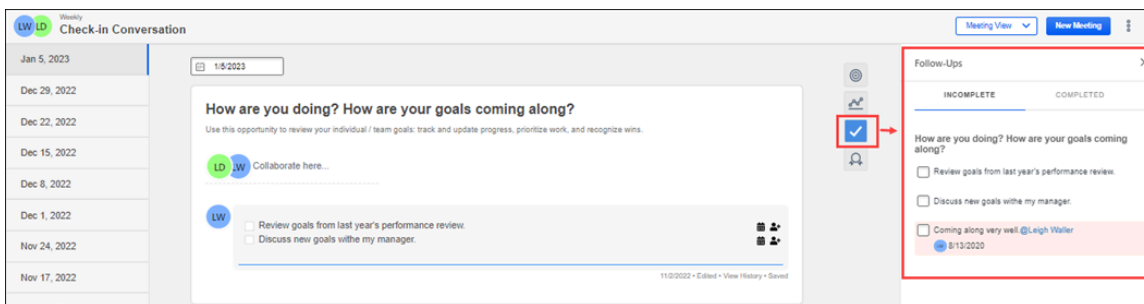 LW LD
Weekly
Check-in Conversation
Meeting View
New Meeting
Jan 5, 2023
Dec 29, 2022
Dec 22, 2022
Dec 15, 2022
Dec 8, 2022
Dec 1, 2022
Nov 24, 2022
Nov 17, 2022
1/5/2023
How are you doing? How are your goals coming along?
Use this opportunity to review your individual / team goals: track and update progress, prioritize work, and recognize wins.
LD LW Collaborate here...
LW
Review goals from last year's performance review.
Discuss new goals withe my manager.
11/2/2022 • Edited • View History • Saved
Follow-Ups
INCOMPLETE COMPLETED
How are you doing? How are your goals coming
along?
Review goals from last year's performance review.
Discuss new goals withe my manager.
Coming along very well.@Leigh Waller
LW 8/13/2020